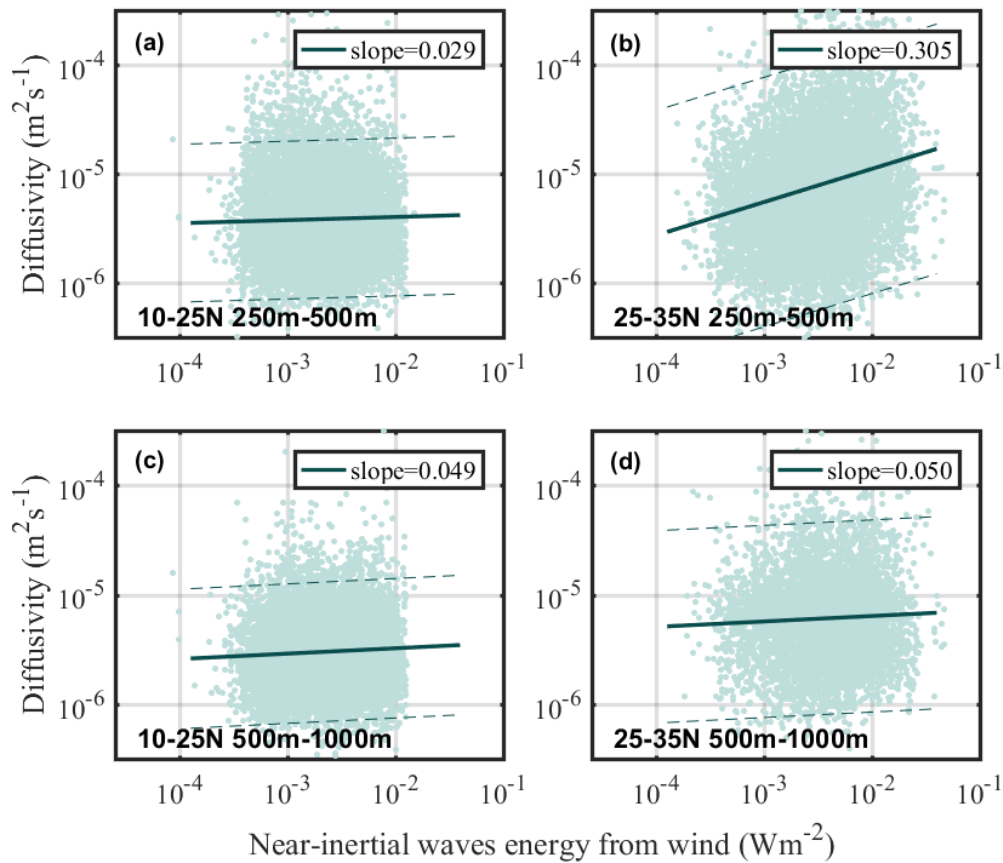 (a)
slope=0.029
(b)
slope=0.305
Diffusivity (m²s⁻¹)
10⁻⁴
10⁻⁵
10⁻⁶
10-25N 250m-500m
10⁻⁴
10⁻⁵
10⁻⁶
25-35N 250m-500m
10⁻⁴ 10⁻³ 10⁻² 10⁻¹
10⁻⁴ 10⁻³ 10⁻² 10⁻¹
(c)
slope=0.049
(d)
slope=0.050
Diffusivity (m²s⁻¹)
10⁻⁴
10⁻⁵
10⁻⁶
10-25N 500m-1000m
10⁻⁴
10⁻⁵
10⁻⁶
25-35N 500m-1000m
10⁻⁴ 10⁻³ 10⁻² 10⁻¹
10⁻⁴ 10⁻³ 10⁻² 10⁻¹
Near-inertial waves energy from wind (Wm⁻²)